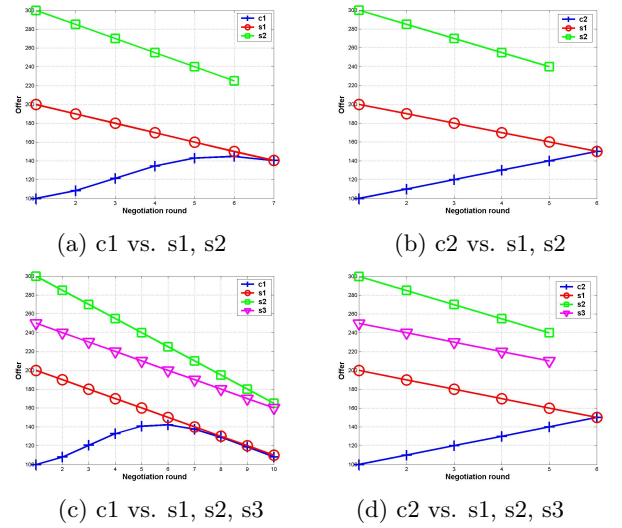 300
280
260
240
220
200
180
160
140
120
100
Offer
c1
s1
s2
2 3 4 5 6 7
Negotiation round
(a) c1 vs. s1, s2
300
280
260
240
220
200
180
160
140
120
100
Offer
c2
s1
s2
2 3 4 5 6
Negotiation round
(b) c2 vs. s1, s2
300
280
260
240
220
200
180
160
140
120
100
Offer
c1
s1
s2
s3
2 3 4 5 6 7 8 9 10
Negotiation round
(c) c1 vs. s1, s2, s3
300
280
260
240
220
200
180
160
140
120
100
Offer
c2
s1
s2
s3
2 3 4 5 6
Negotiation round
(d) c2 vs. s1, s2, s3